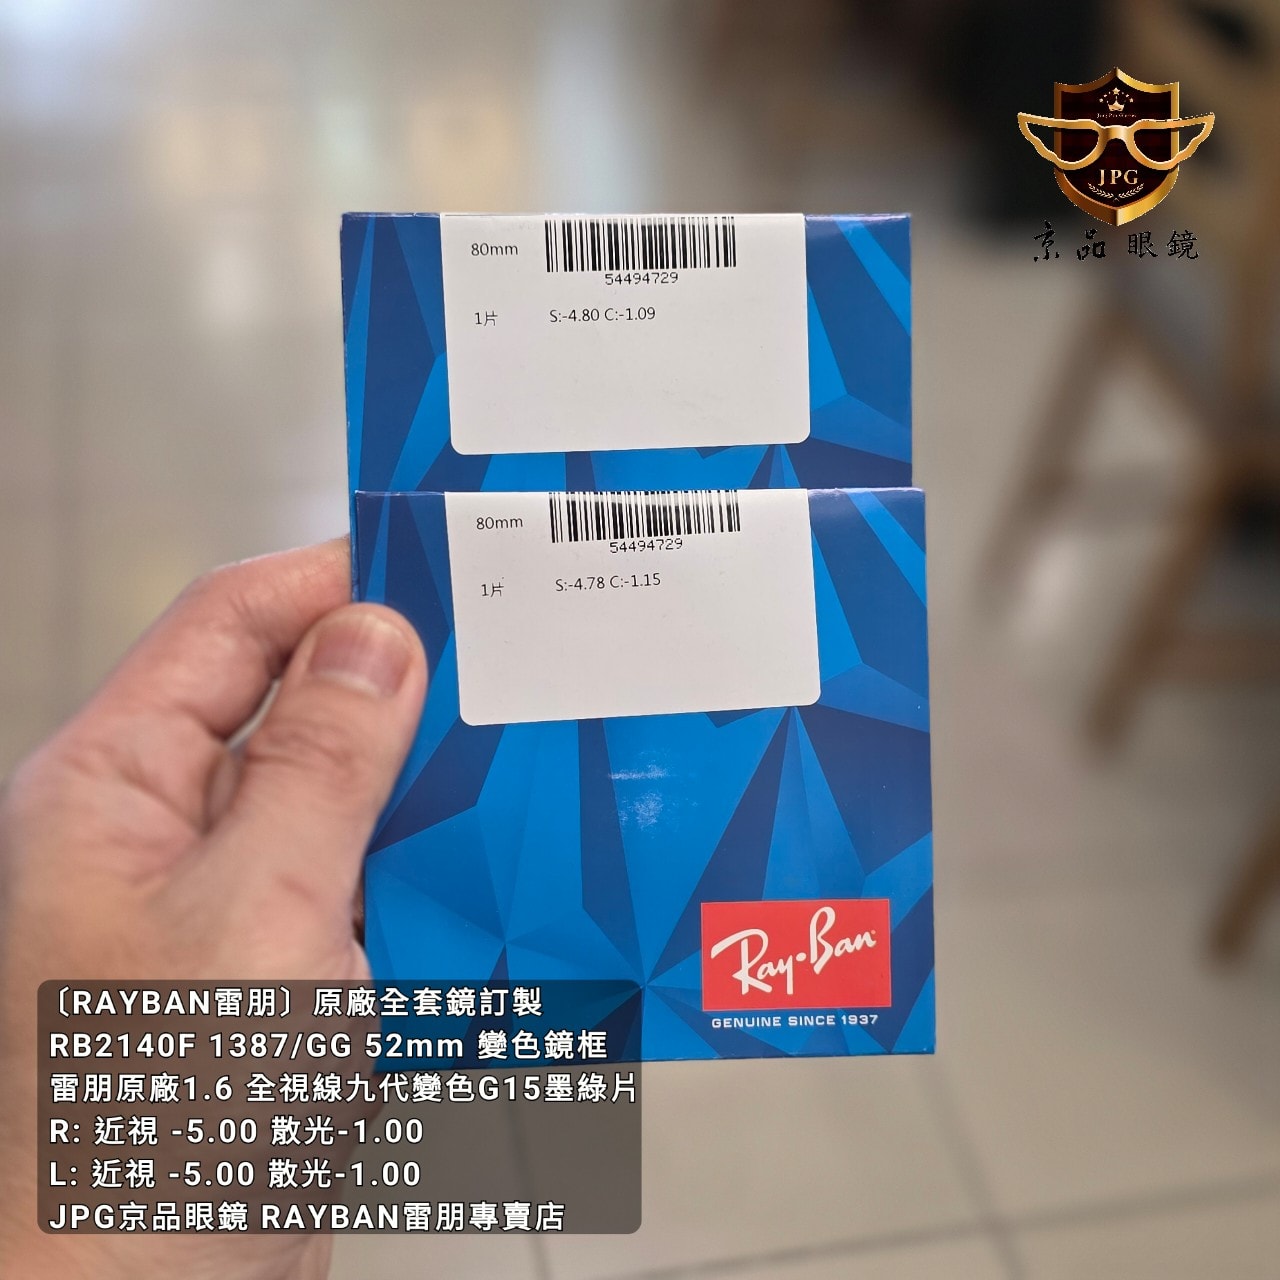 JPG
京品眼鏡
80mm
54494729
1片
S:-4.80 C:-1.09
80mm
54494729
1片
S:-4.78 C:-1.15
Ray-Ban
GENUINE SINCE 1937
〔RAYBAN雷朋〕原廠全套鏡訂製
RB2140F 1387/GG 52mm 變色鏡框
雷朋原廠1.6 全視線九代變色G15墨綠片
R: 近視 -5.00 散光-1.00
L: 近視 -5.00 散光-1.00
JPG京品眼鏡 RAYBAN雷朋專賣店